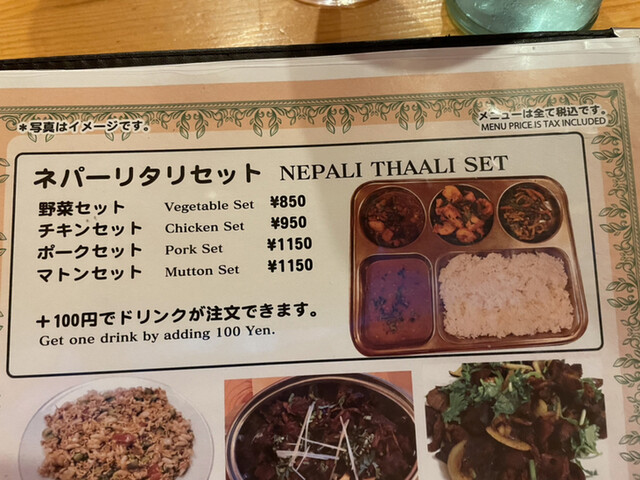 ＊写真はイメージです。
メニューは全て税込です。
MENU PRICE IS TAX INCLUDED
ネパーリタリセット NEPALI THAALI SET
野菜セット Vegetable Set ¥850
チキンセット Chicken Set ¥950
ポークセット Pork Set ¥1150
マトンセット Mutton Set ¥1150
＋100円でドリンクが注文できます。
Get one drink by adding 100 Yen.